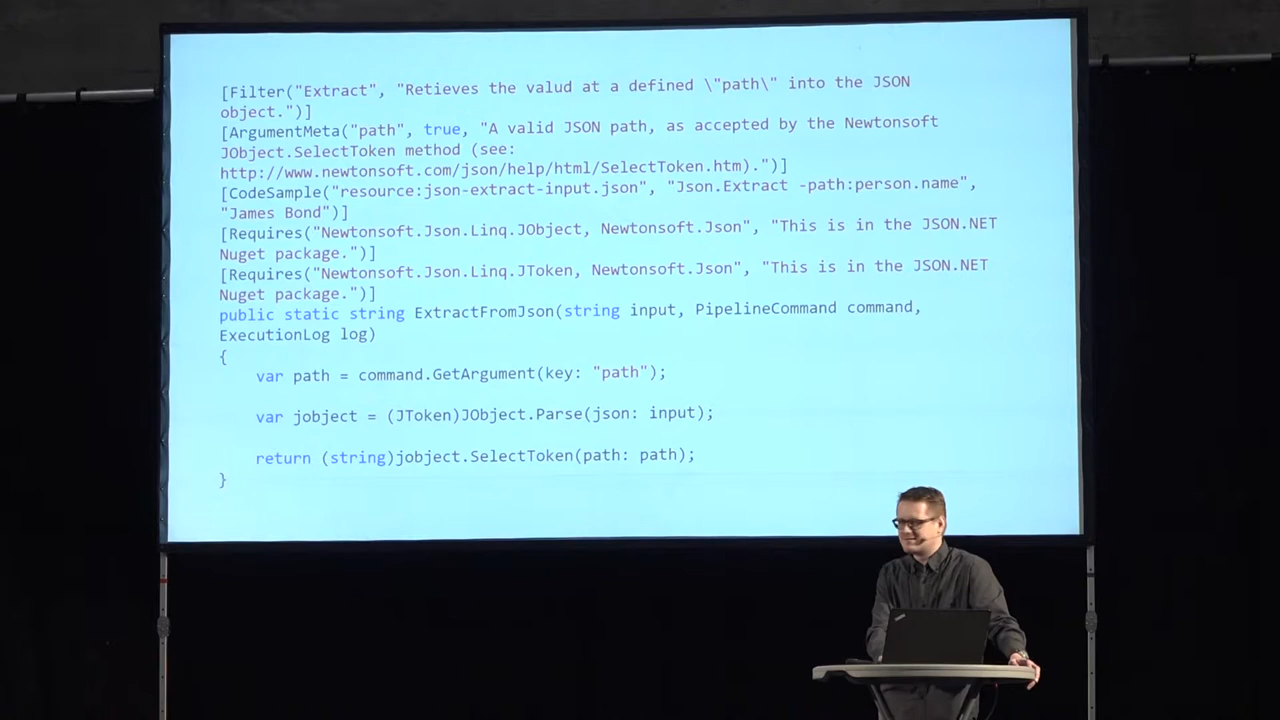 [Filter("Extract", "Retieves the valud at a defined \"path\" into the JSON
object.")]
[ArgumentMeta("path", true, "A valid JSON path, as accepted by the Newtonsoft
JObject.SelectToken method (see:
http://www.newtonsoft.com/json/help/html/SelectToken.htm).")]
[CodeSample("resource:json-extract-input.json", "Json.Extract -path:person.name",
"James Bond")]
[Requires("Newtonsoft.Json.Linq.JObject, Newtonsoft.Json", "This is in the JSON.NET
Nuget package.")]
[Requires("Newtonsoft.Json.Linq.JToken, Newtonsoft.Json", "This is in the JSON.NET
Nuget package.")]
public static string ExtractFromJson(string input, PipelineCommand command,
ExecutionLog log)
{
    var path = command.GetArgument(key: "path");
    var jobject = (JToken)JObject.Parse(json: input);
    return (string)jobject.SelectToken(path: path);
}